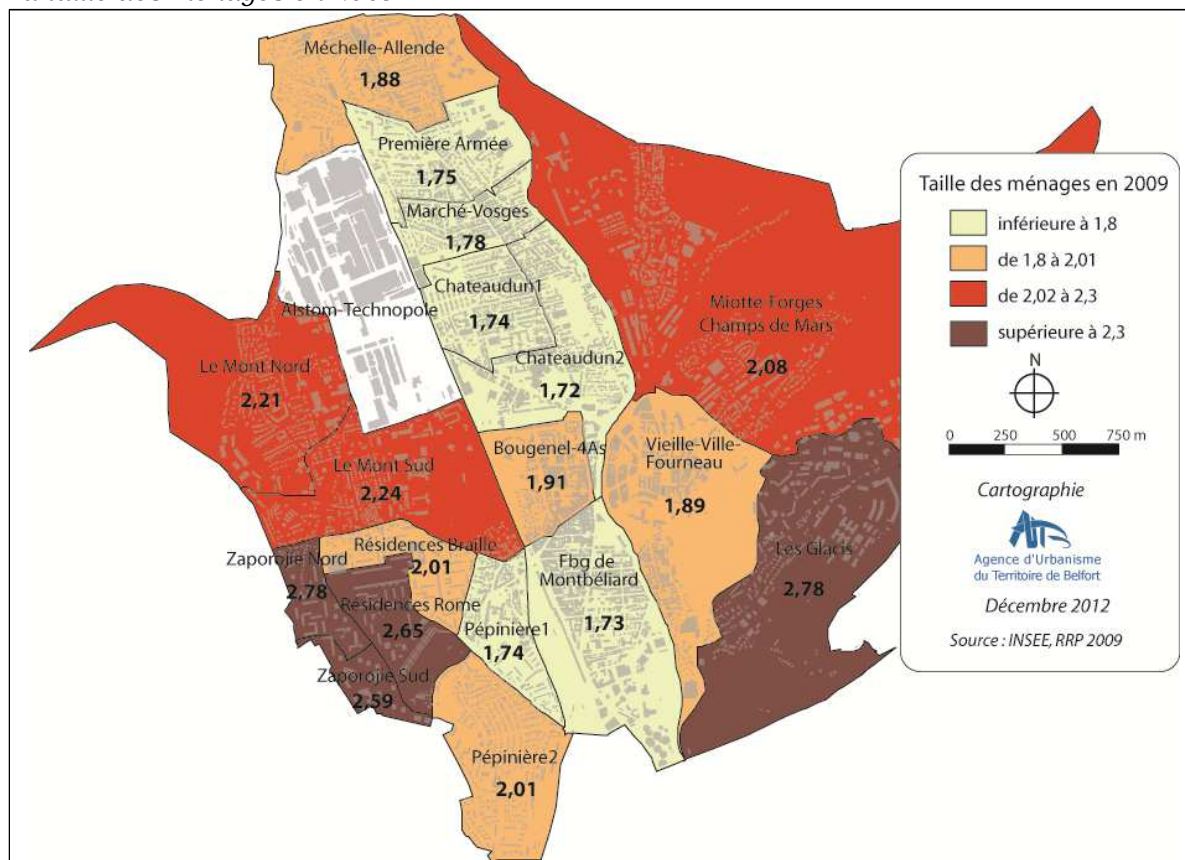 Méchelle-Allende
1,88
Première Armée
1,75
Marché-Vosges
1,78
Chateaudun1
1,74
Alstom-Technopole
Chateaudun2
1,72
Miotte Forges
Champs de Mars
2,08
Le Mont Nord
2,21
Le Mont Sud
2,24
Bougenel-4As
1,91
Vieille-Ville-
Fourneau
1,89
Les Glacis
2,78
Zaporojie Nord
2,78
Résidences Braille
2,01
Résidences Rome
2,65
Zaporojie Sud
2,59
Pépinière1
1,74
Fbg de
Montbéliard
1,73
Pépinière2
2,01
Taille des ménages en 2009
inférieure à 1,8
de 1,8 à 2,01
de 2,02 à 2,3
supérieure à 2,3
N
0 250 500 750 m
Cartographie
Agence d'Urbanisme
du Territoire de Belfort
Décembre 2012
Source : INSEE, RRP 2009